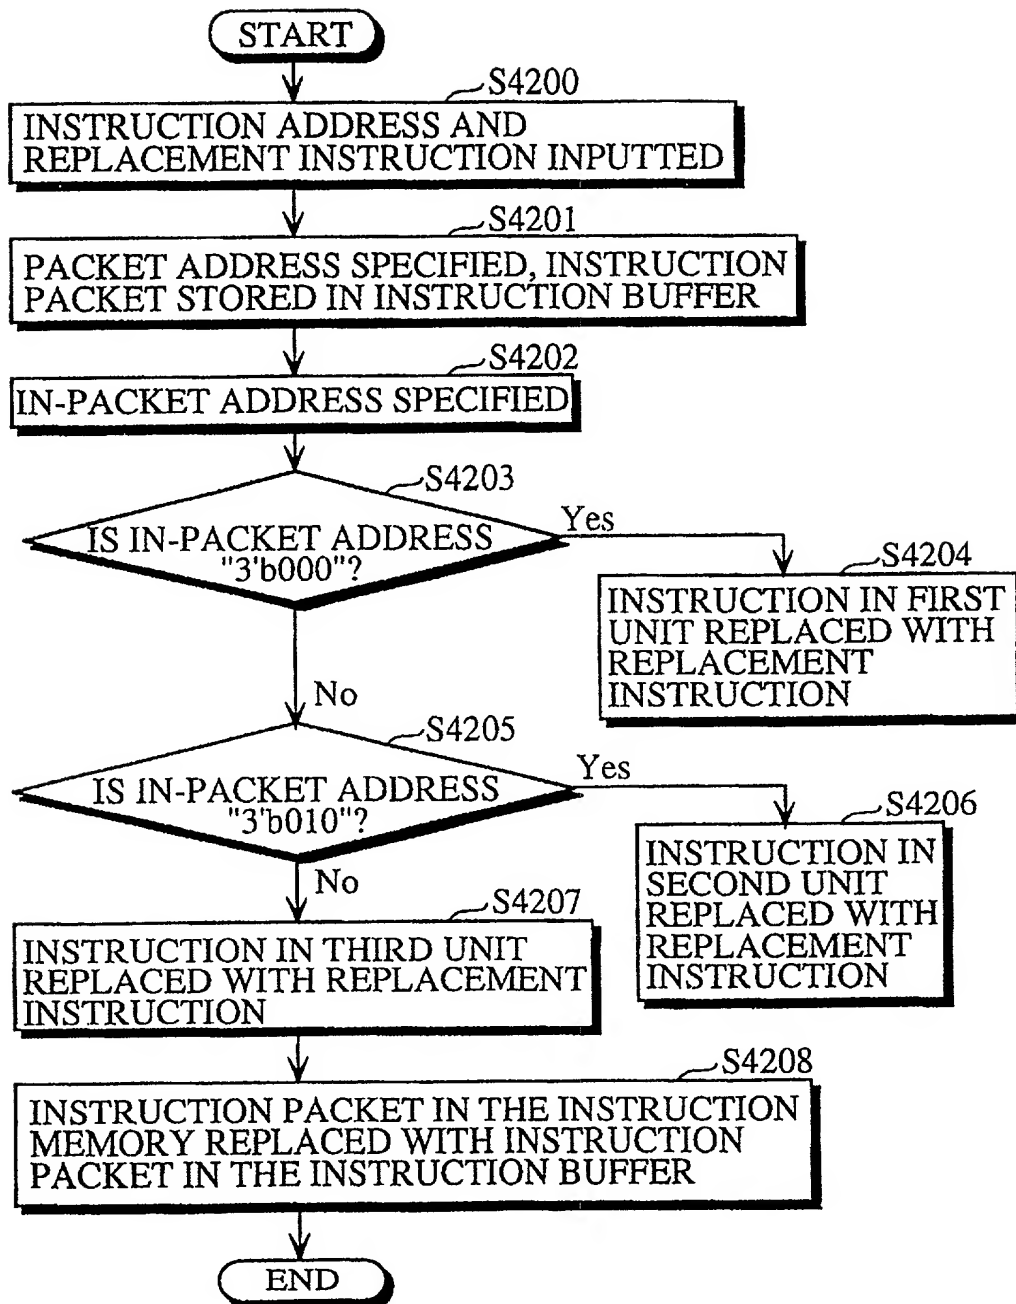 START
S4200
INSTRUCTION ADDRESS AND
REPLACEMENT INSTRUCTION INPUTTED
S4201
PACKET ADDRESS SPECIFIED, INSTRUCTION
PACKET STORED IN INSTRUCTION BUFFER
S4202
IN-PACKET ADDRESS SPECIFIED
S4203
IS IN-PACKET ADDRESS
"3'b000"?
Yes
S4204
INSTRUCTION IN FIRST
UNIT REPLACED WITH
REPLACEMENT
INSTRUCTION
No
S4205
IS IN-PACKET ADDRESS
"3'b010"?
Yes
S4206
INSTRUCTION IN
SECOND UNIT
REPLACED WITH
REPLACEMENT
INSTRUCTION
No
S4207
INSTRUCTION IN THIRD UNIT
REPLACED WITH REPLACEMENT
INSTRUCTION
S4208
INSTRUCTION PACKET IN THE INSTRUCTION
MEMORY REPLACED WITH INSTRUCTION
PACKET IN THE INSTRUCTION BUFFER
END